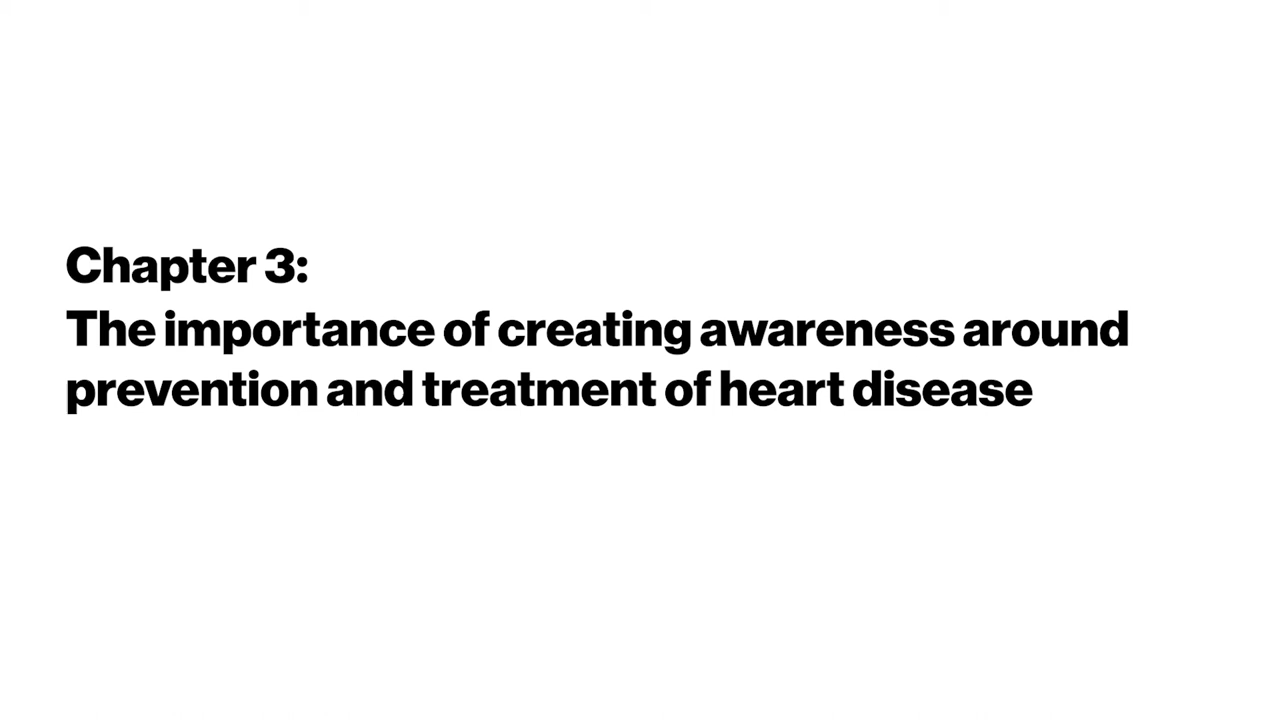 Chapter 3:
The importance of creating awareness around
prevention and treatment of heart disease